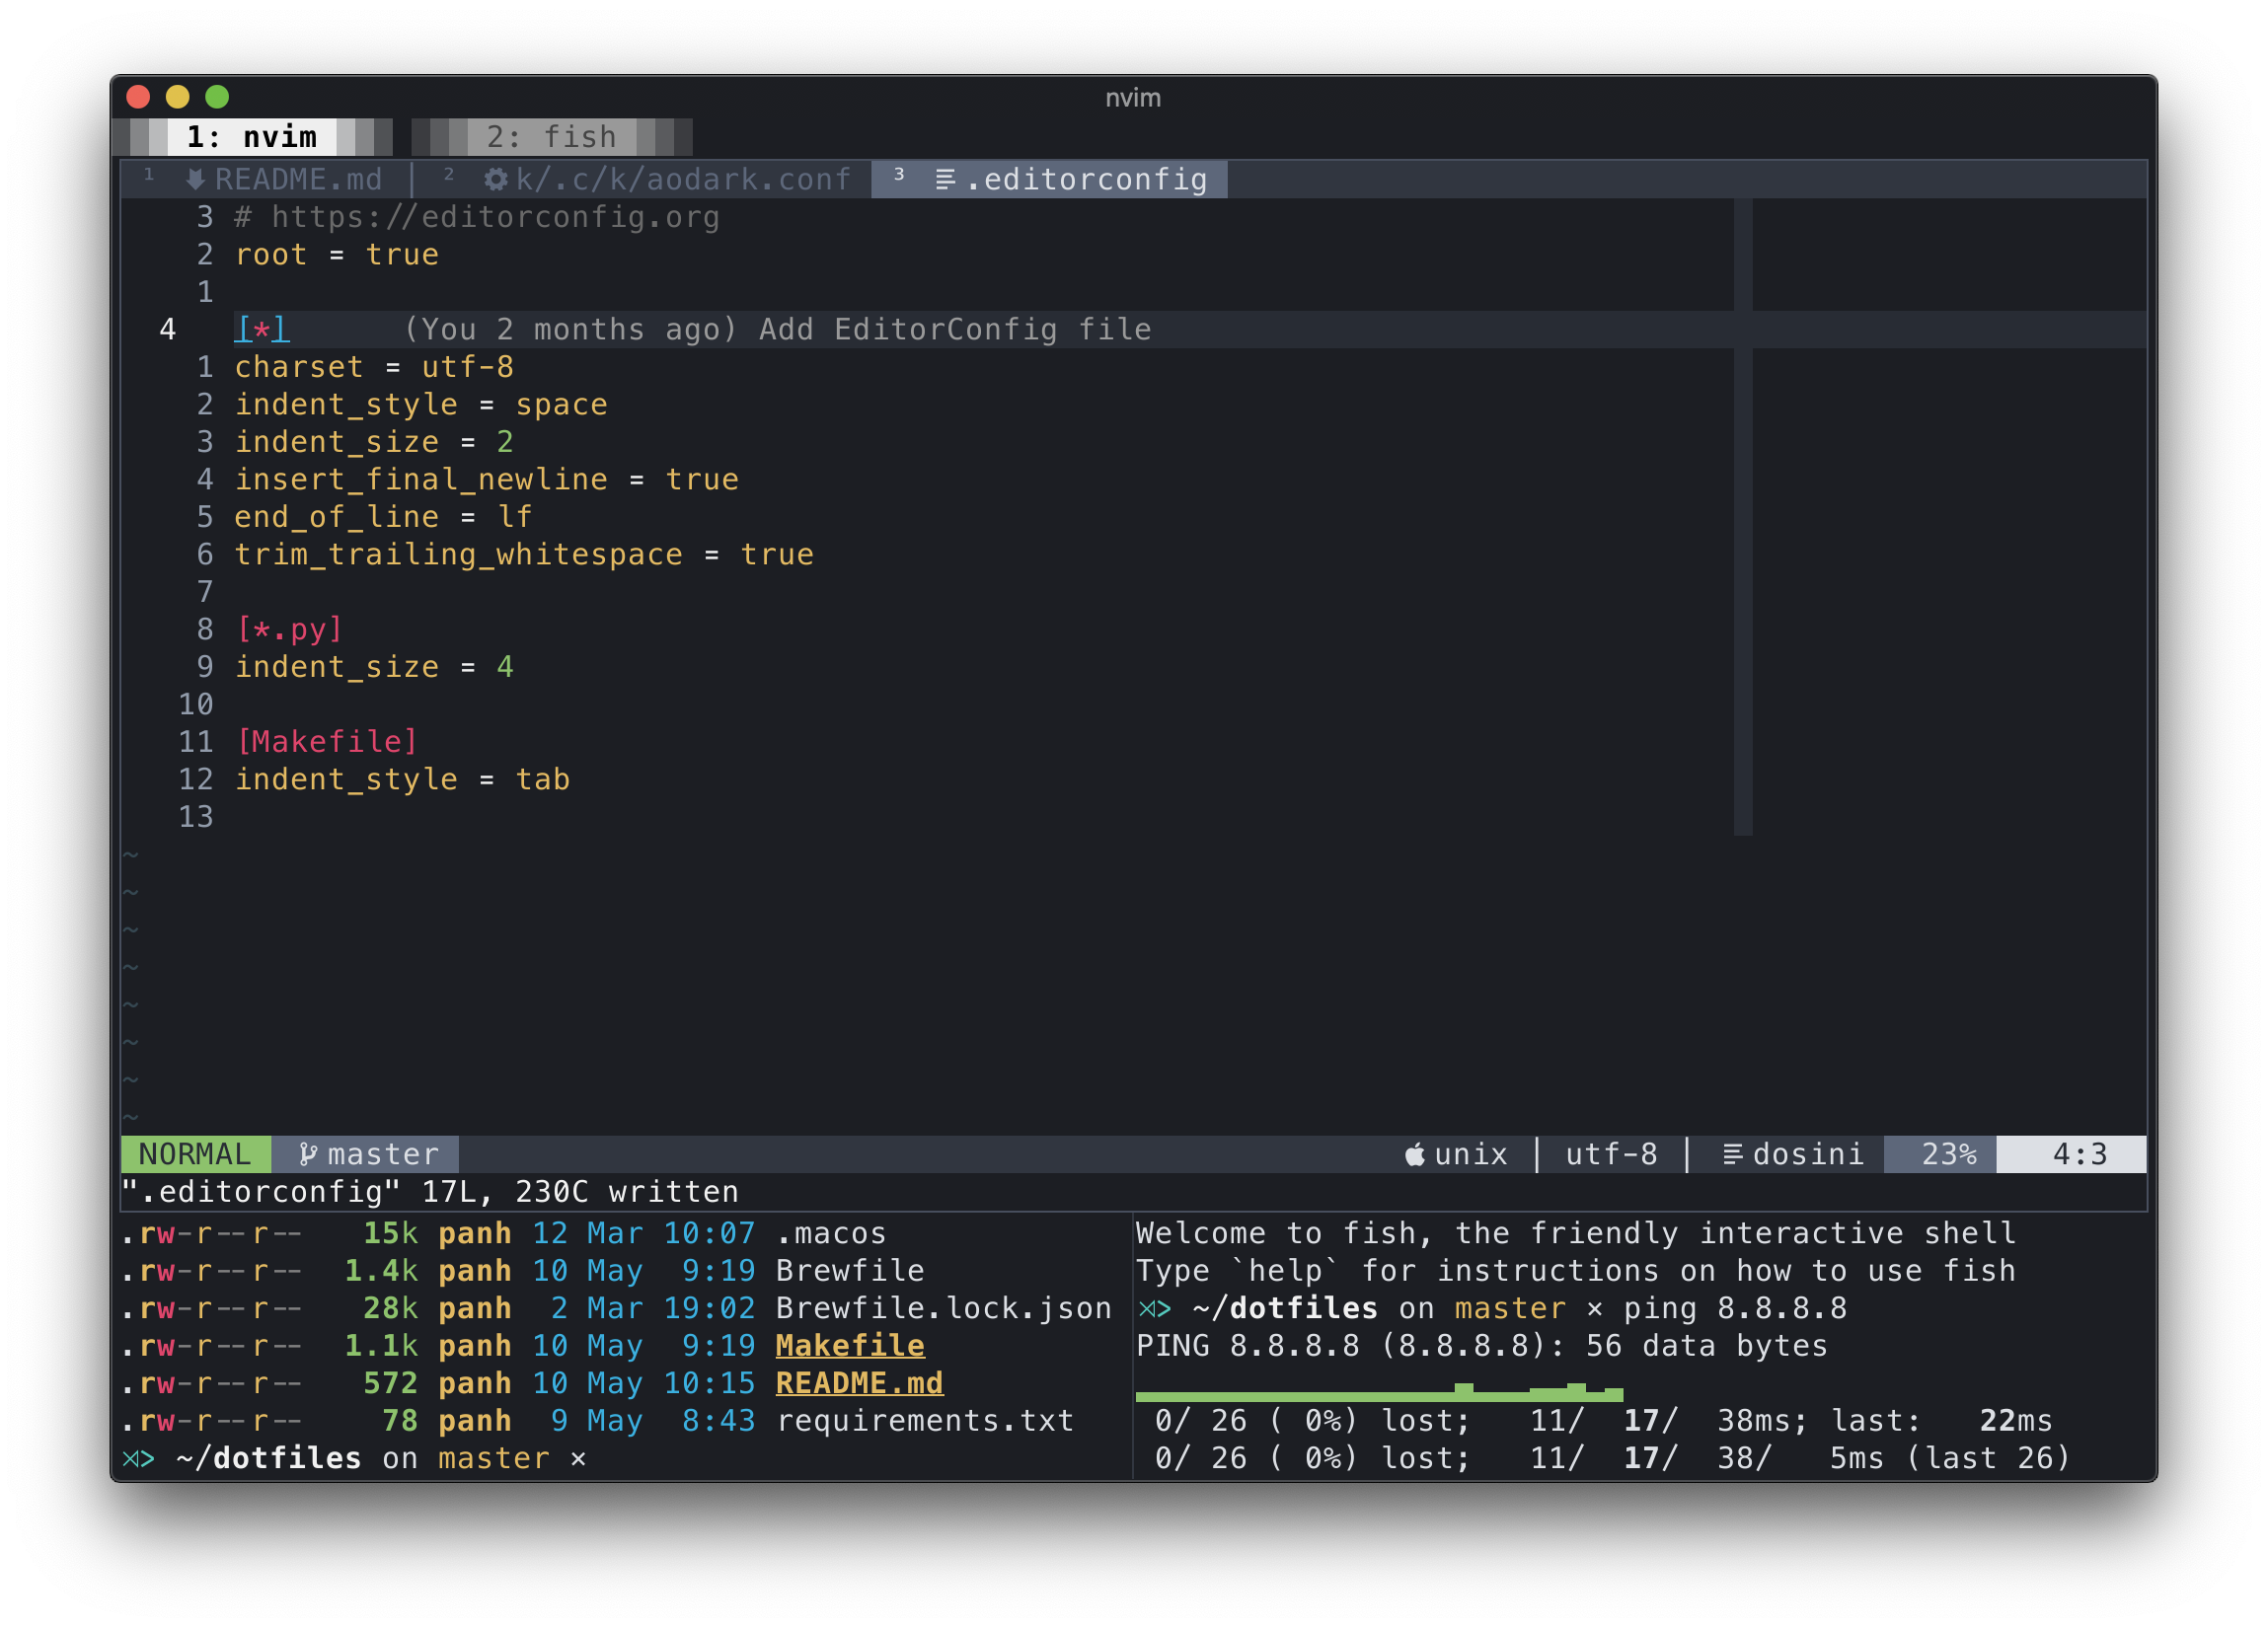 nvim
1: nvim 2: fish
1 README.md │ 2 k/.c/k/aodark.conf 3 .editorconfig
3 # https://editorconfig.org
2 root = true
1
4 [*] (You 2 months ago) Add EditorConfig file
1 charset = utf-8
2 indent_style = space
3 indent_size = 2
4 insert_final_newline = true
5 end_of_line = lf
6 trim_trailing_whitespace = true
7
8 [*.py]
9 indent_size = 4
10
11 [Makefile]
12 indent_style = tab
13
~
~
~
~
~
~
~
~
NORMAL master unix │ utf-8 │ dosini 23% 4:3
".editorconfig" 17L, 230C written
.rw-r--r-- 15k panh 12 Mar 10:07 .macos
.rw-r--r-- 1.4k panh 10 May 9:19 Brewfile
.rw-r--r-- 28k panh 2 Mar 19:02 Brewfile.lock.json
.rw-r--r-- 1.1k panh 10 May 9:19 Makefile
.rw-r--r-- 572 panh 10 May 10:15 README.md
.rw-r--r-- 78 panh 9 May 8:43 requirements.txt
⋊> ~/dotfiles on master ×
Welcome to fish, the friendly interactive shell
Type `help` for instructions on how to use fish
⋊> ~/dotfiles on master × ping 8.8.8.8
PING 8.8.8.8 (8.8.8.8): 56 data bytes
0/ 26 ( 0%) lost; 11/ 17/ 38ms; last: 22ms
0/ 26 ( 0%) lost; 11/ 17/ 38/ 5ms (last 26)